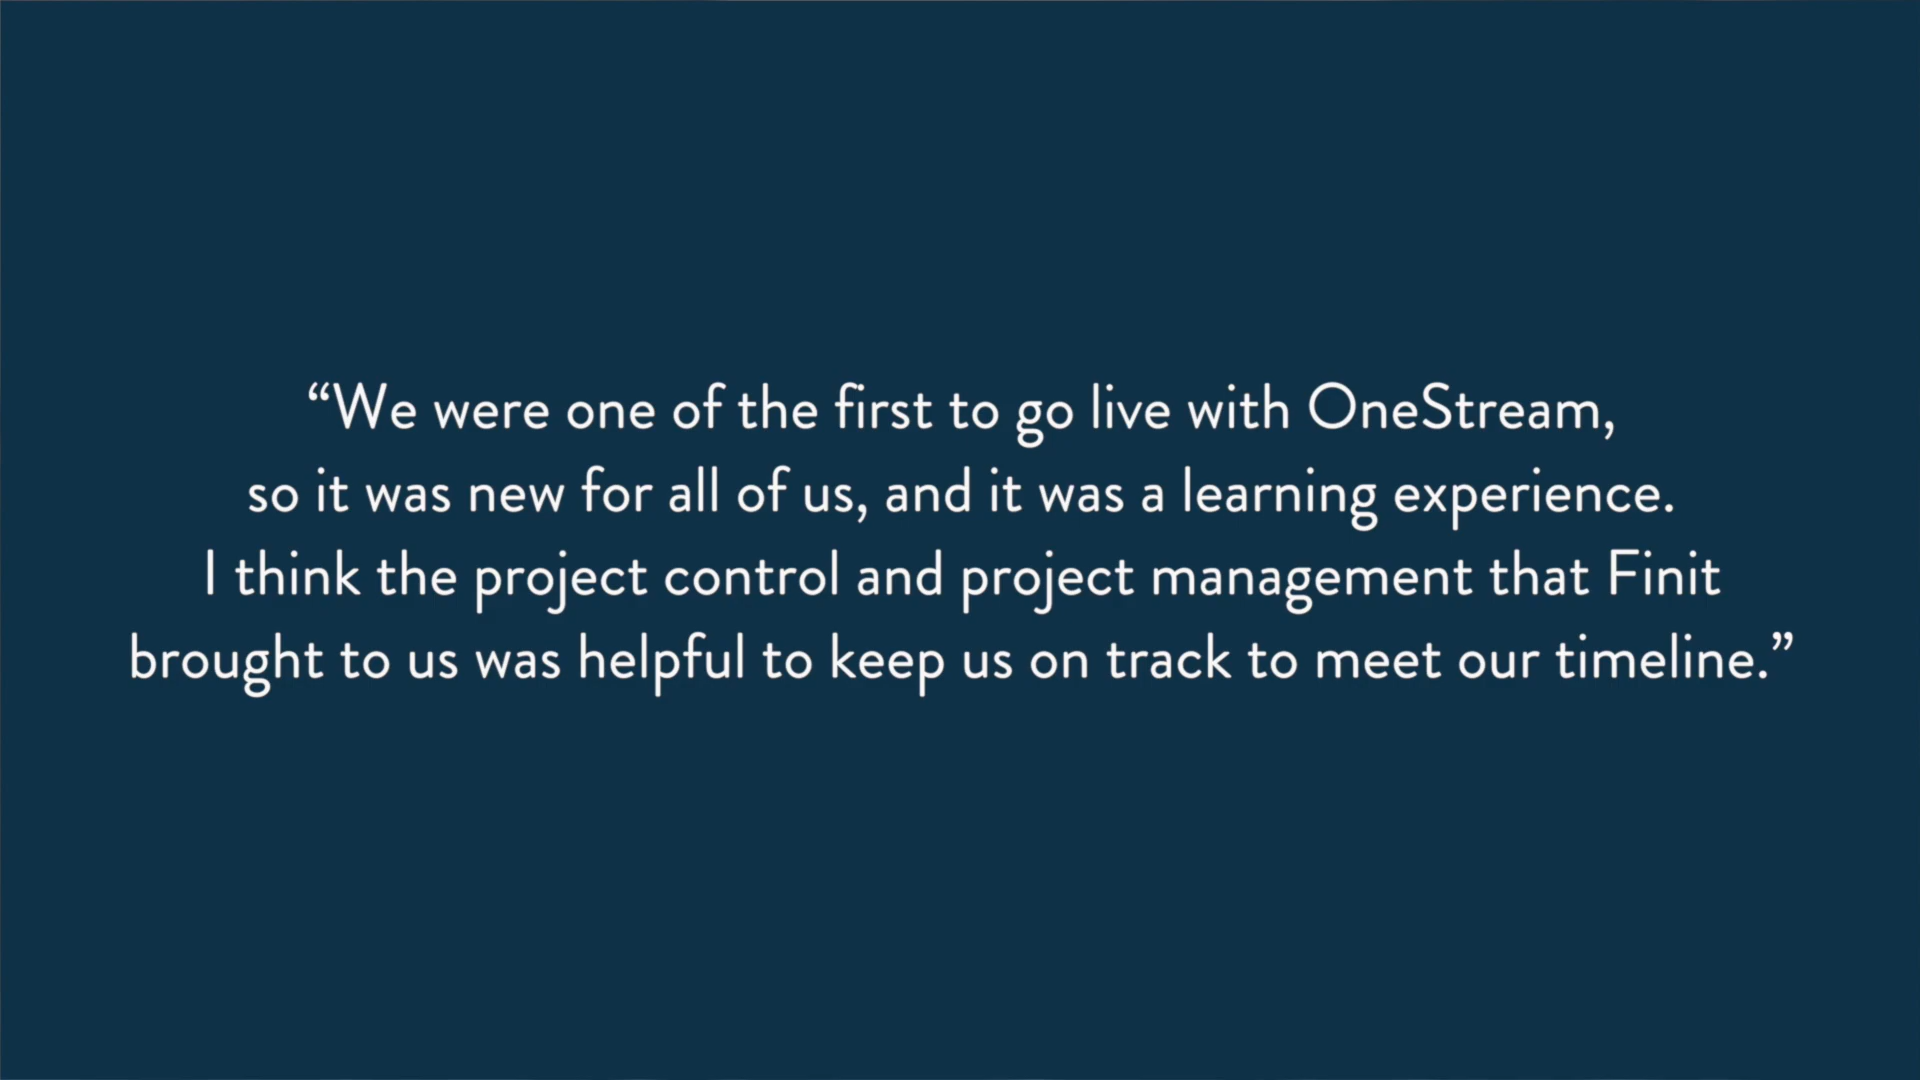 “We were one of the first to go live with OneStream,
so it was new for all of us, and it was a learning experience.
I think the project control and project management that Finit
brought to us was helpful to keep us on track to meet our timeline.”